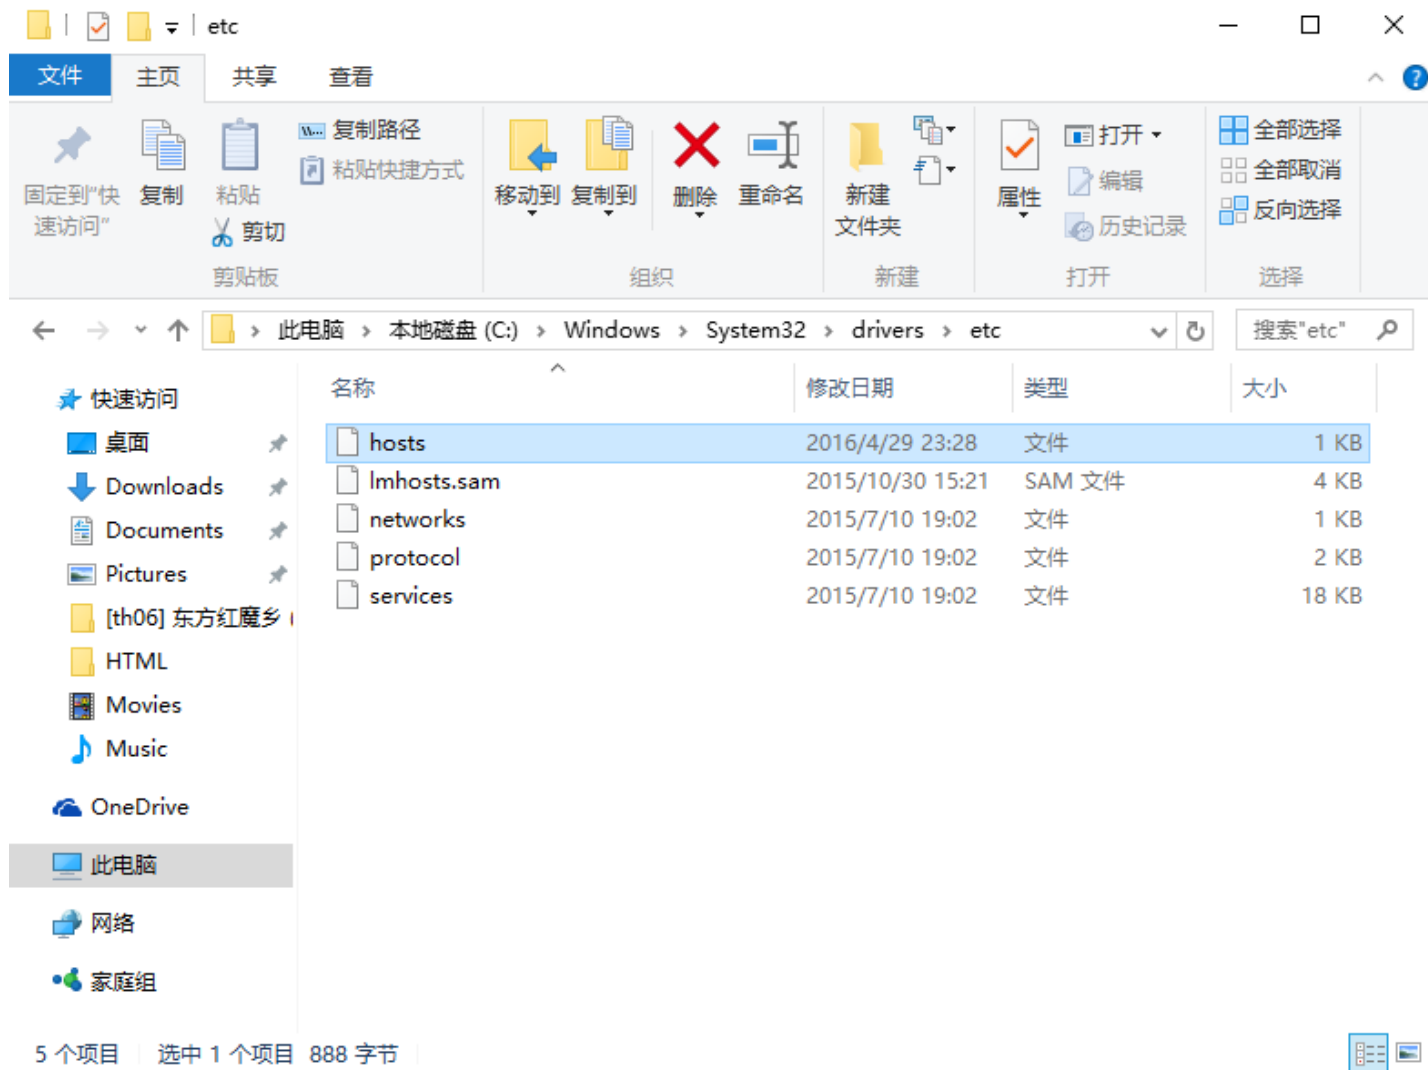 etc
文件 主页 共享 查看
固定到"快速访问"
复制
粘贴
复制路径
粘贴快捷方式
剪切
剪贴板
移动到 复制到 删除 重命名
组织
新建文件夹
新建
属性
打开
编辑
历史记录
打开
全部选择
全部取消
反向选择
选择
此电脑 > 本地磁盘 (C:) > Windows > System32 > drivers > etc
搜索"etc"
快速访问
桌面
Downloads
Documents
Pictures
[th06] 东方红魔乡
HTML
Movies
Music
OneDrive
此电脑
网络
家庭组
名称 修改日期 类型 大小
hosts 2016/4/29 23:28 文件 1 KB
lmhosts.sam 2015/10/30 15:21 SAM 文件 4 KB
networks 2015/7/10 19:02 文件 1 KB
protocol 2015/7/10 19:02 文件 2 KB
services 2015/7/10 19:02 文件 18 KB
5 个项目 选中 1 个项目 888 字节